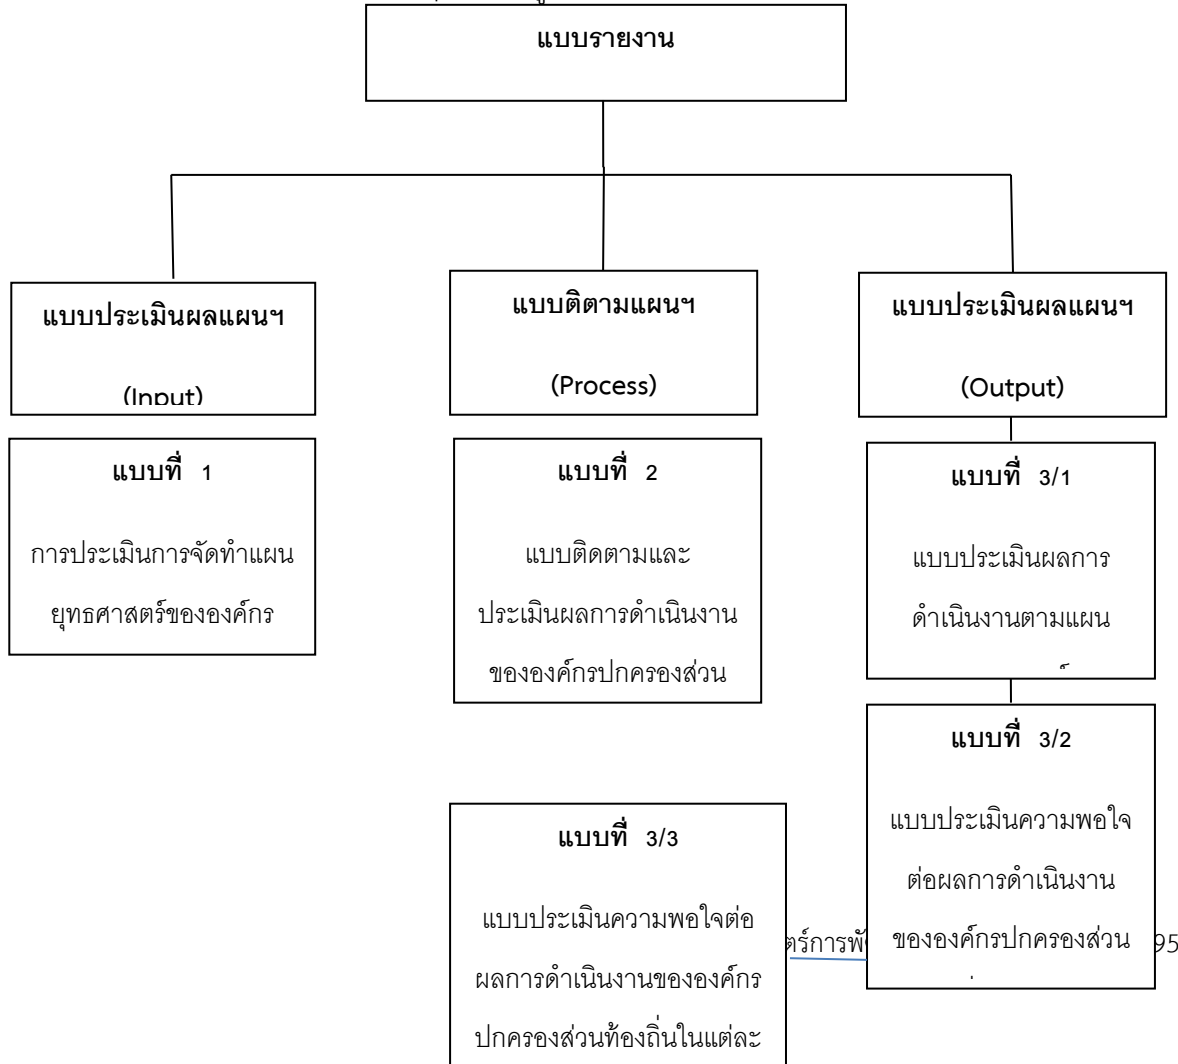 แบบรายงาน
แบบประเมินผลแผนฯ
(Input)
แบบติตามแผนฯ
(Process)
แบบประเมินผลแผนฯ
(Output)
แบบที่ 1
การประเมินการจัดทำแผน
ยุทธศาสตร์ขององค์กร
แบบที่ 2
แบบติดตามและ
ประเมินผลการดำเนินงาน
ขององค์กรปกครองส่วน
แบบที่ 3/1
แบบประเมินผลการ
ดำเนินงานตามแผน
แบบที่ 3/2
แบบประเมินความพอใจ
ต่อผลการดำเนินงาน
ขององค์กรปกครองส่วน
แบบที่ 3/3
แบบประเมินความพอใจต่อ
ผลการดำเนินงานขององค์กร
ปกครองส่วนท้องถิ่นในแต่ละ
ตร์การพั
95